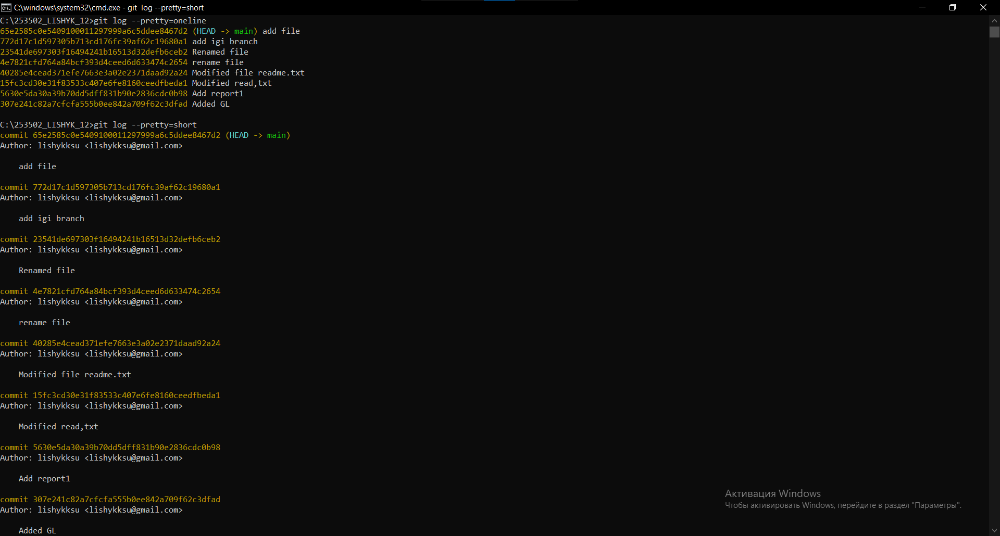 C:\windows\system32\cmd.exe - git  log --pretty=short
C:\253502_LISHYK_12>git log --pretty=oneline
65e2585c0e5409100011297999a6c5ddee8467d2 (HEAD -> main) add file
772d17c1d597305b713cd176fc39af62c19680a1 add igi branch
23541de697303f16494241b16513d32defb6ceb2 Renamed file
4e7821cfd764a84bcf393d4ceed6d633474c2654 rename file
40285e4cead371efe7663e3a02e2371daad92a24 Modified file readme.txt
15fc3cd30e31f83533c407e6fe8160ceedfbeda1 Modified read,txt
5630e5da30a39b70dd5dff831b90e2836cdc0b98 Add report1
307e241c82a7cfcfa555b0ee842a709f62c3dfad Added GL
C:\253502_LISHYK_12>git log --pretty=short
commit 65e2585c0e5409100011297999a6c5ddee8467d2 (HEAD -> main)
Author: lishykksu <lishykksu@gmail.com>
add file
commit 772d17c1d597305b713cd176fc39af62c19680a1
Author: lishykksu <lishykksu@gmail.com>
add igi branch
commit 23541de697303f16494241b16513d32defb6ceb2
Author: lishykksu <lishykksu@gmail.com>
Renamed file
commit 4e7821cfd764a84bcf393d4ceed6d633474c2654
Author: lishykksu <lishykksu@gmail.com>
rename file
commit 40285e4cead371efe7663e3a02e2371daad92a24
Author: lishykksu <lishykksu@gmail.com>
Modified file readme.txt
commit 15fc3cd30e31f83533c407e6fe8160ceedfbeda1
Author: lishykksu <lishykksu@gmail.com>
Modified read,txt
commit 5630e5da30a39b70dd5dff831b90e2836cdc0b98
Author: lishykksu <lishykksu@gmail.com>
Add report1
commit 307e241c82a7cfcfa555b0ee842a709f62c3dfad
Author: lishykksu <lishykksu@gmail.com>
Added GL
Активация Windows
Чтобы активировать Windows, перейдите в раздел "Параметры".